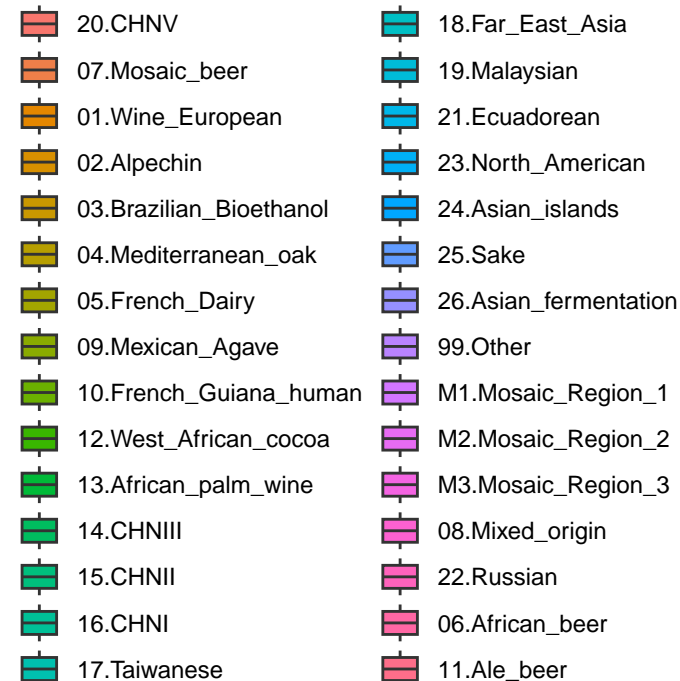 20.CHNV
07.Mosaic_beer
01.Wine_European
02.Alpechin
03.Brazilian_Bioethanol
04.Mediterranean_oak
05.French_Dairy
09.Mexican_Agave
10.French_Guiana_human
12.West_African_cocoa
13.African_palm_wine
14.CHNIII
15.CHNII
16.CHNI
17.Taiwanese
18.Far_East_Asia
19.Malaysian
21.Ecuadorean
23.North_American
24.Asian_islands
25.Sake
26.Asian_fermentation
99.Other
M1.Mosaic_Region_1
M2.Mosaic_Region_2
M3.Mosaic_Region_3
08.Mixed_origin
22.Russian
06.African_beer
11.Ale_beer